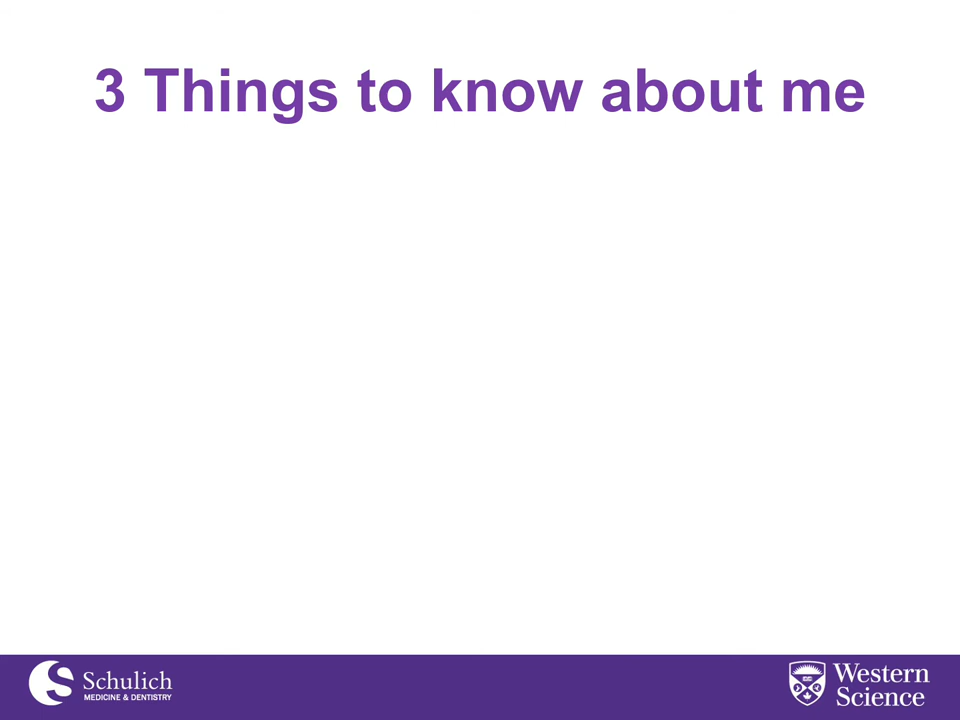 3 Things to know about me
Schulich
MEDICINE & DENTISTRY
Western
Science